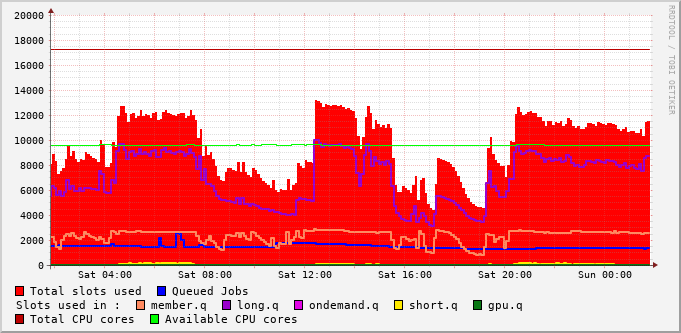 20000
18000
16000
14000
12000
10000
8000
6000
4000
2000
0
Sat 04:00 Sat 08:00 Sat 12:00 Sat 16:00 Sat 20:00 Sun 00:00
RRDTOOL / TOBI OETIKER
Total slots used Queued Jobs
Slots used in : member.q long.q ondemand.q short.q gpu.q
Total CPU cores Available CPU cores